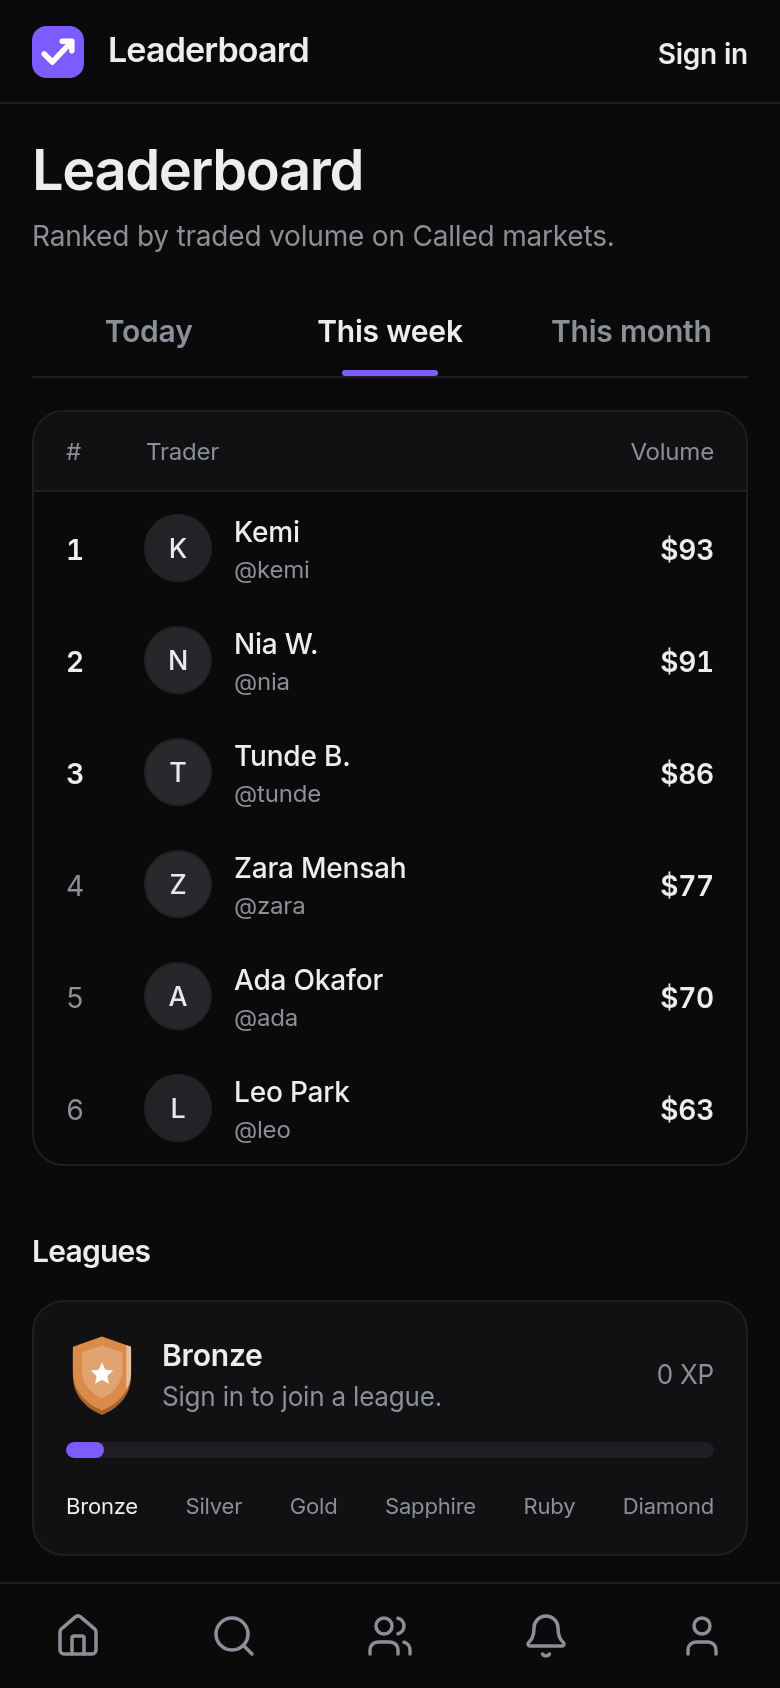 Leaderboard
Sign in
Leaderboard
Ranked by traded volume on Called markets.
Today This week This month
# Trader Volume
1 K Kemi $93
@kemi
2 N Nia W. $91
@nia
3 T Tunde B. $86
@tunde
4 Z Zara Mensah $77
@zara
5 A Ada Okafor $70
@ada
6 L Leo Park $63
@leo
Leagues
Bronze
Sign in to join a league.
0 XP
Bronze Silver Gold Sapphire Ruby Diamond